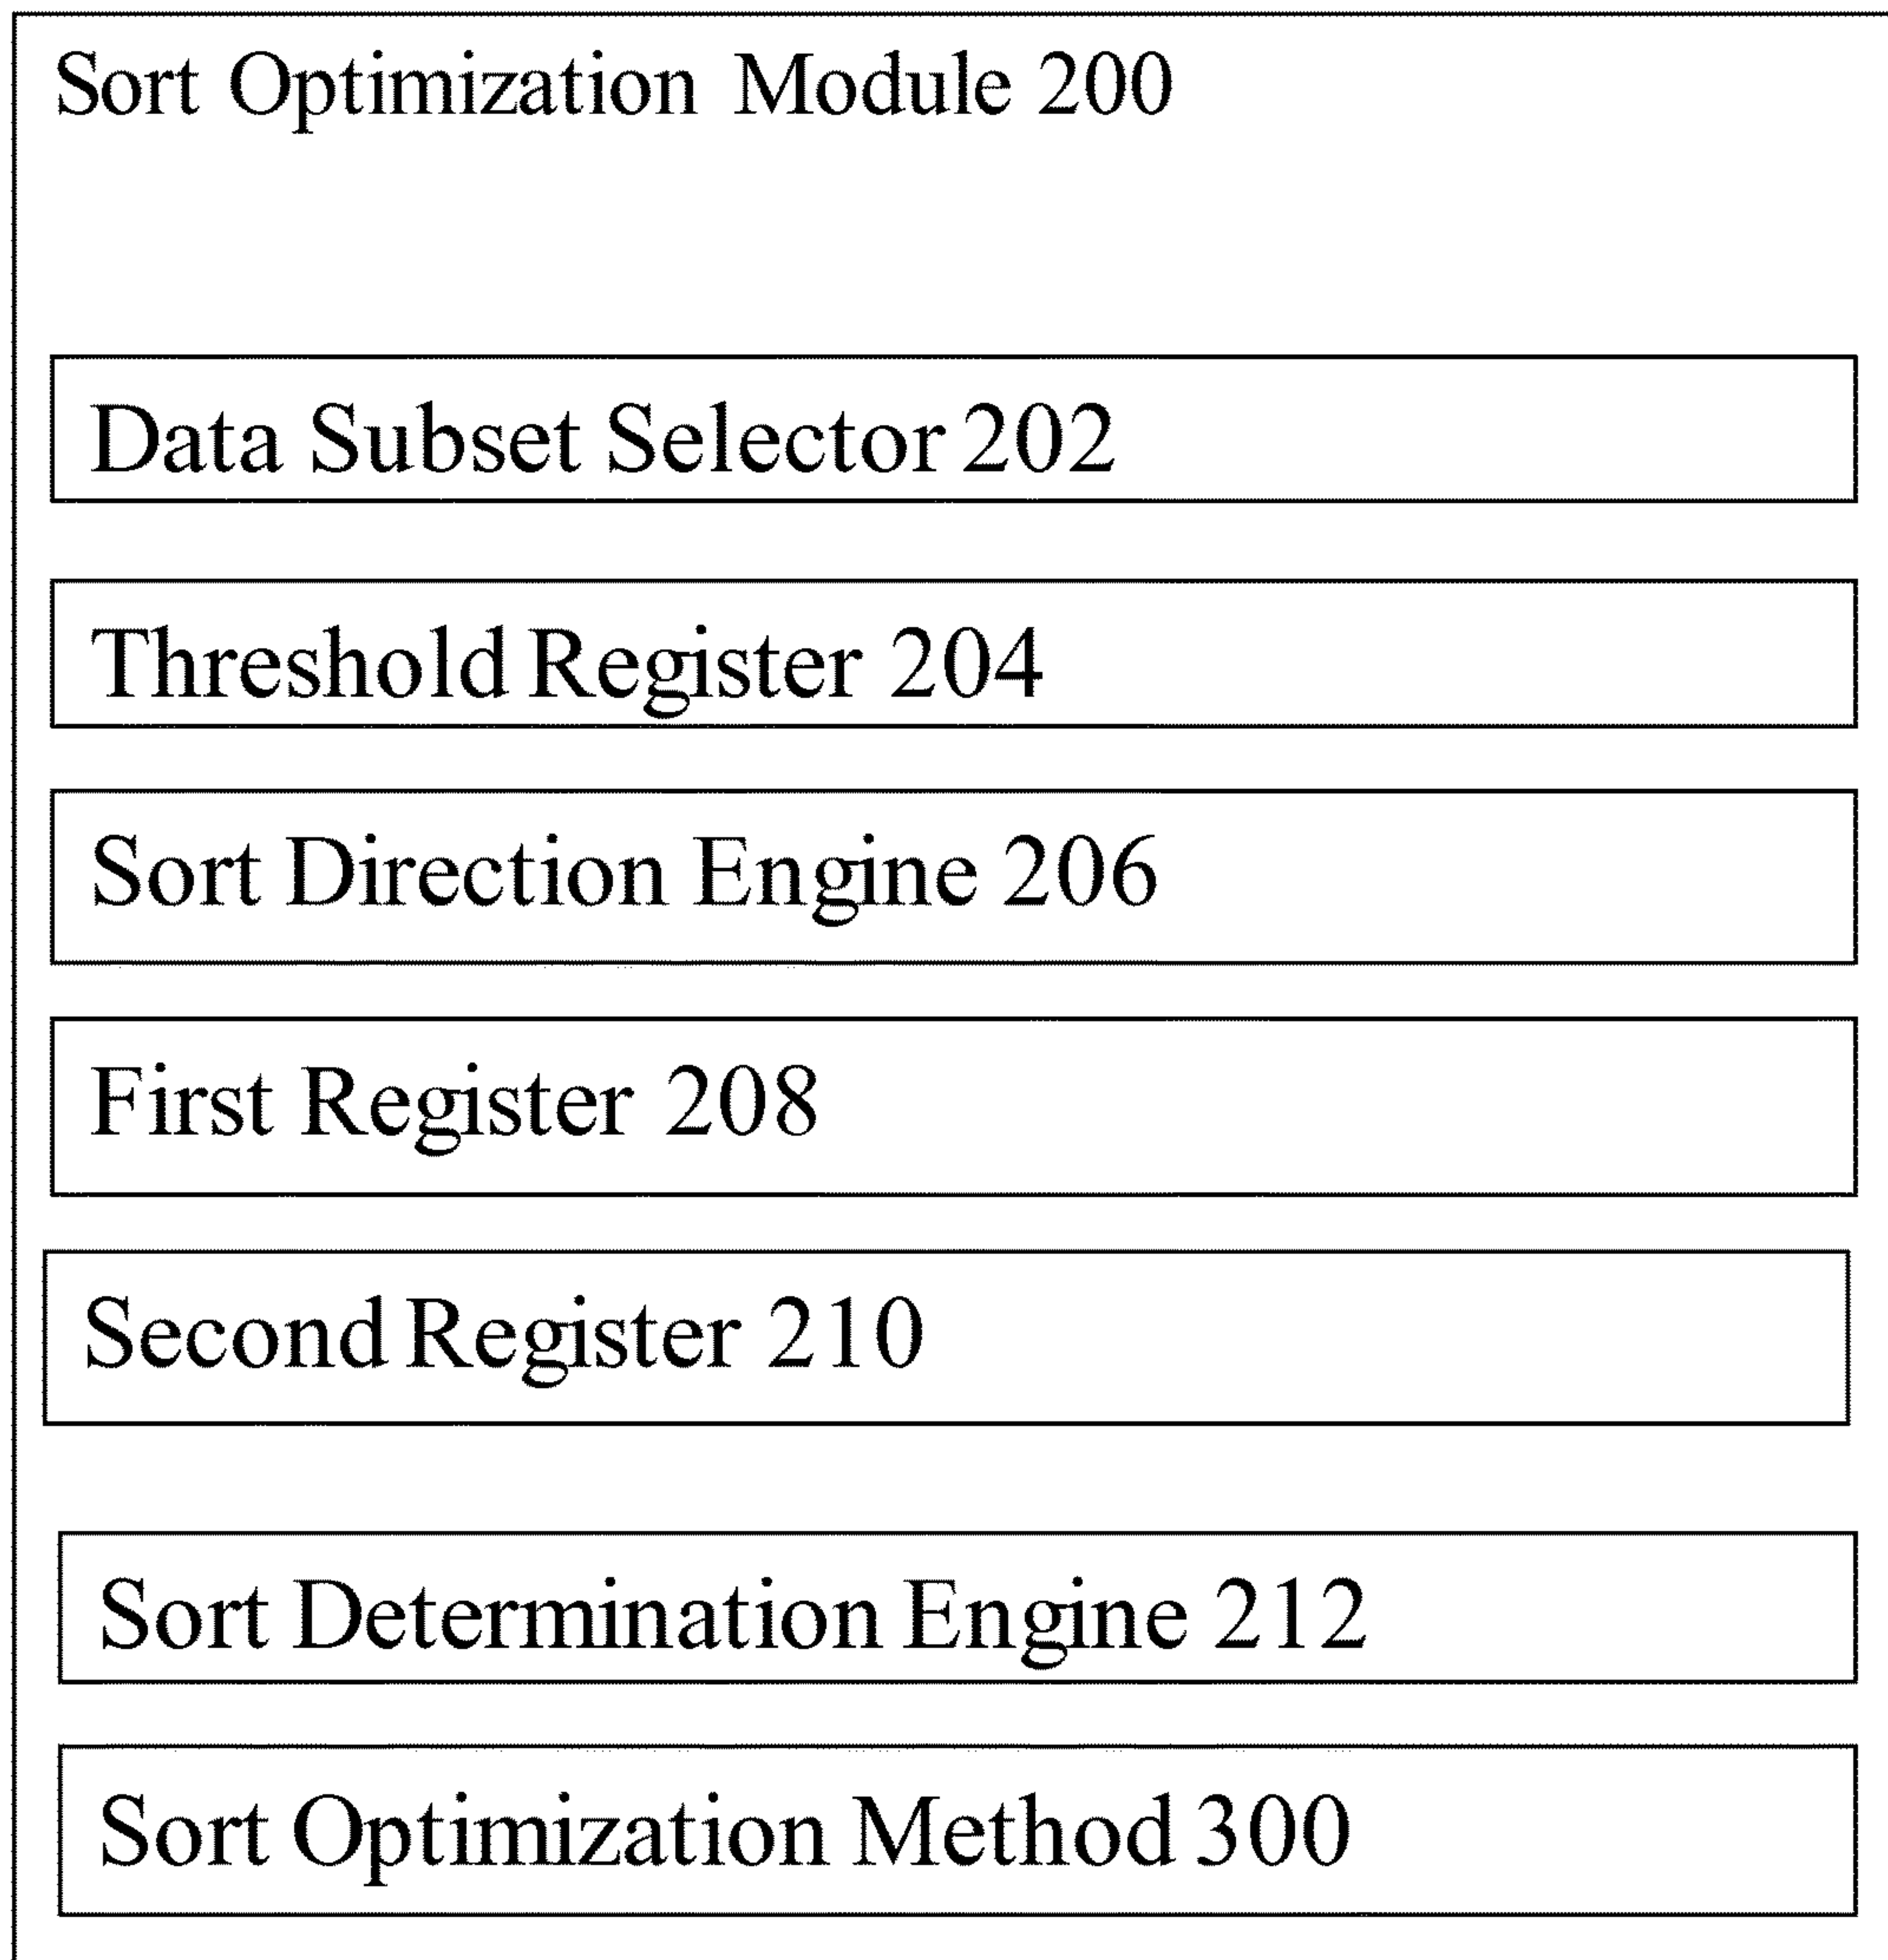 Sort Optimization Module 200
Data Subset Selector 202
Threshold Register 204
Sort Direction Engine 206
First Register 208
Second Register 210
Sort Determination Engine 212
Sort Optimization Method 300